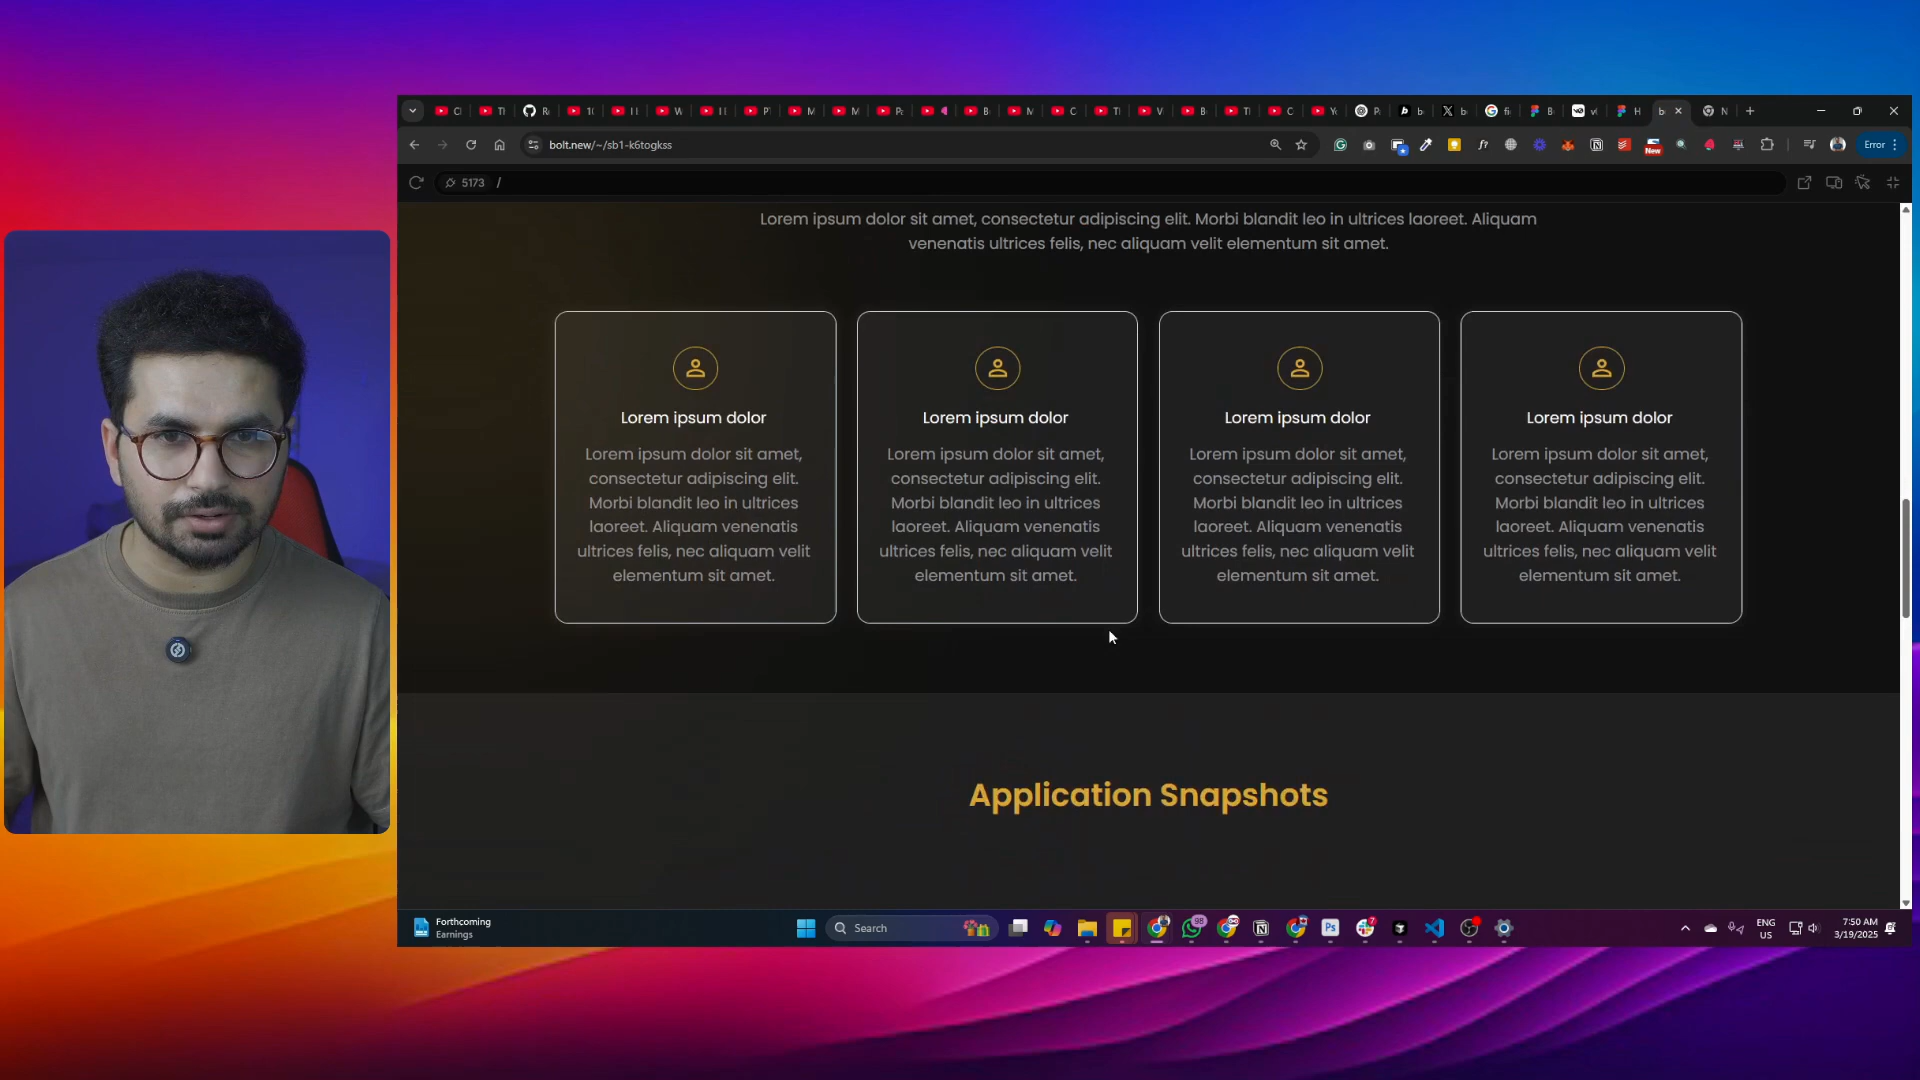 bolt.new/~/sb1-k6togkss
New
Error
5173 /
Lorem ipsum dolor sit amet, consectetur adipiscing elit. Morbi blandit leo in ultrices laoreet. Aliquam
venenatis ultrices felis, nec aliquam velit elementum sit amet.
Lorem ipsum dolor
Lorem ipsum dolor sit amet,
consectetur adipiscing elit.
Morbi blandit leo in ultrices
laoreet. Aliquam venenatis
ultrices felis, nec aliquam velit
elementum sit amet.
Lorem ipsum dolor
Lorem ipsum dolor sit amet,
consectetur adipiscing elit.
Morbi blandit leo in ultrices
laoreet. Aliquam venenatis
ultrices felis, nec aliquam velit
elementum sit amet.
Lorem ipsum dolor
Lorem ipsum dolor sit amet,
consectetur adipiscing elit.
Morbi blandit leo in ultrices
laoreet. Aliquam venenatis
ultrices felis, nec aliquam velit
elementum sit amet.
Lorem ipsum dolor
Lorem ipsum dolor sit amet,
consectetur adipiscing elit.
Morbi blandit leo in ultrices
laoreet. Aliquam venenatis
ultrices felis, nec aliquam velit
elementum sit amet.
Application Snapshots
Forthcoming
Earnings
Search
98
Ps
7
ENG
US
7:50 AM
3/19/2025